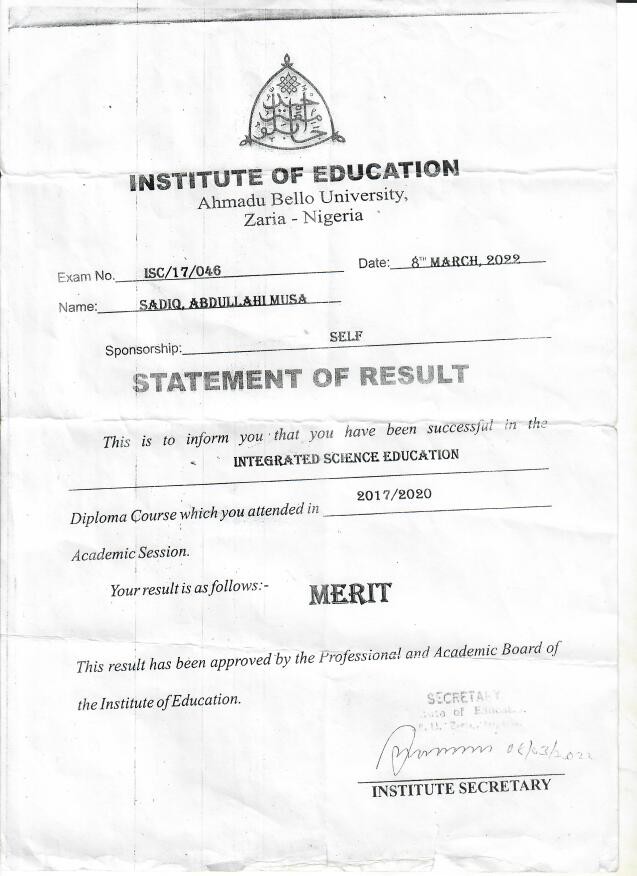 INSTITUTE OF EDUCATION
Ahmadu Bello University,
Zaria - Nigeria
Exam No. ISC/17/046 Date: 8TH MARCH, 2022
Name: SADIQ, ABDULLAHI MUSA
Sponsorship: SELF
STATEMENT OF RESULT
This is to inform you that you have been successful in the
INTEGRATED SCIENCE EDUCATION
Diploma Course which you attended in 2017/2020
Academic Session.
Your result is as follows:- MERIT
This result has been approved by the Professional and Academic Board of
the Institute of Education.
SECRETARY
of
INSTITUTE SECRETARY